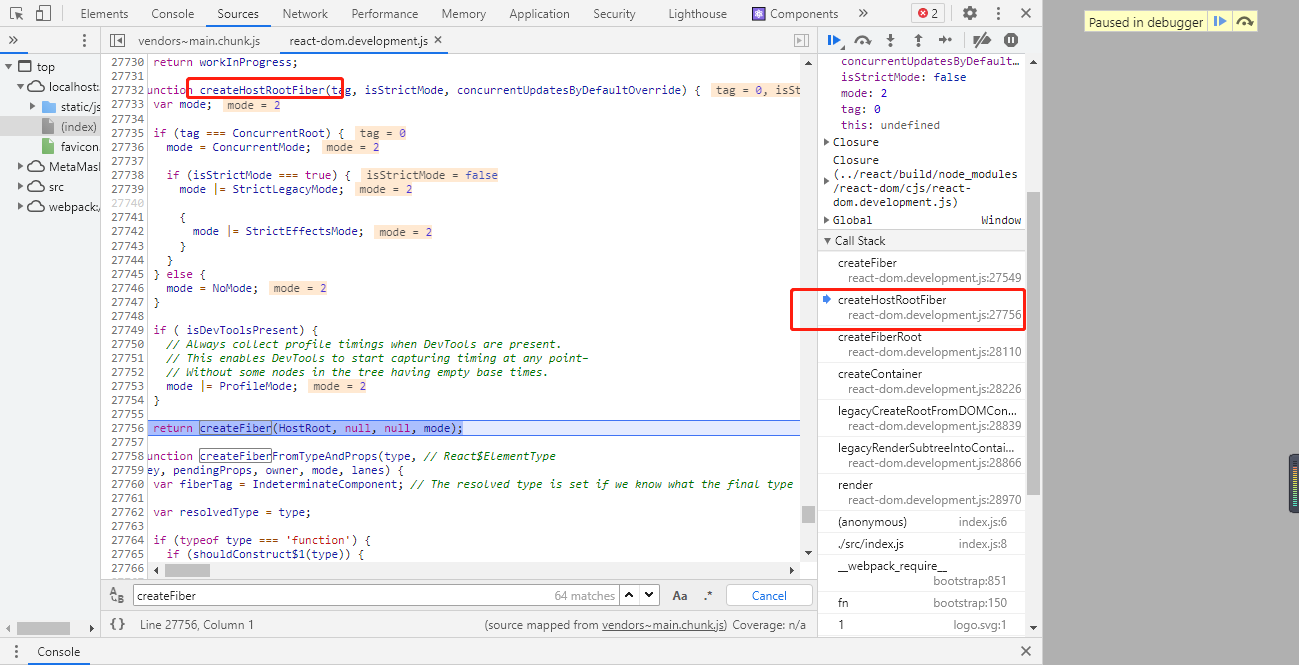 Elements Console Sources Network Performance Memory Application Security Lighthouse Components » 2
Paused in debugger
» vendors~main.chunk.js react-dom.development.js ×
top
localhost:
static/js
(index)
favicon.
MetaMask
src
webpack:/
27730 return workInProgress;
27731
27732 unction createHostRootFiber(tag, isStrictMode, concurrentUpdatesByDefaultOverride) { tag = 0, isSt
27733 var mode; mode = 2
27734
27735 if (tag === ConcurrentRoot) { tag = 0
27736 mode = ConcurrentMode; mode = 2
27737
27738 if (isStrictMode === true) { isStrictMode = false
27739 mode |= StrictLegacyMode; mode = 2
27740
27741 {
27742 mode |= StrictEffectsMode; mode = 2
27743 }
27744 }
27745 } else {
27746 mode = NoMode; mode = 2
27747 }
27748
27749 if ( isDevToolsPresent) {
27750 // Always collect profile timings when DevTools are present.
27751 // This enables DevTools to start capturing timing at any point–
27752 // Without some nodes in the tree having empty base times.
27753 mode |= ProfileMode; mode = 2
27754 }
27755
27756 return createFiber(HostRoot, null, null, mode);
27757
27758 unction createFiberFromTypeAndProps(type, // React$ElementType
27759 ey, pendingProps, owner, mode, lanes) {
27760 var fiberTag = IndeterminateComponent; // The resolved type is set if we know what the final type
27761
27762 var resolvedType = type;
27763
27764 if (typeof type === 'function') {
27765 if (shouldConstruct$1(type)) {
27766
concurrentUpdatesByDefault…
isStrictMode: false
mode: 2
tag: 0
this: undefined
Closure
Closure
(../react/build/node_modules
/react-dom/cjs/react-
dom.development.js)
Global Window
Call Stack
createFiber
react-dom.development.js:27549
createHostRootFiber
react-dom.development.js:27756
createFiberRoot
react-dom.development.js:28110
createContainer
react-dom.development.js:28226
legacyCreateRootFromDOMCon...
react-dom.development.js:28839
legacyRenderSubtreeIntoContai...
react-dom.development.js:28866
render
react-dom.development.js:28970
(anonymous) index.js:6
./src/index.js index.js:8
__webpack_require__
bootstrap:851
fn bootstrap:150
1 logo.svg:1
createFiber 64 matches Aa .* Cancel
{} Line 27756, Column 1 (source mapped from vendors~main.chunk.js) Coverage: n/a
Console